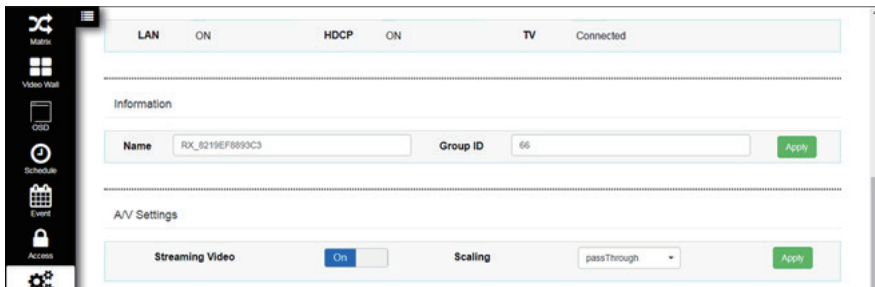 Matrix
Video Wall
OSD
Schedule
Event
Access
LAN ON HDCP ON TV Connected
Information
Name RX_8219EF8893C3 Group ID 66 Apply
A/V Settings
Streaming Video On Scaling passThrough Apply